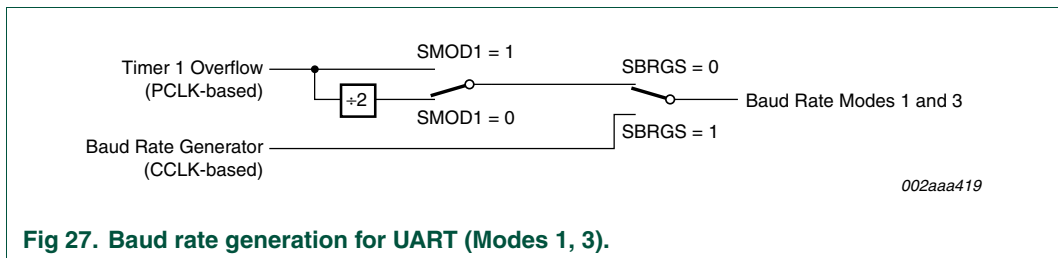 SMOD1 = 1
Timer 1 Overflow
(PCLK-based)
SBRGS = 0
÷2
Baud Rate Modes 1 and 3
SMOD1 = 0
SBRGS = 1
Baud Rate Generator
(CCLK-based)
002aaa419
Fig 27. Baud rate generation for UART (Modes 1, 3).